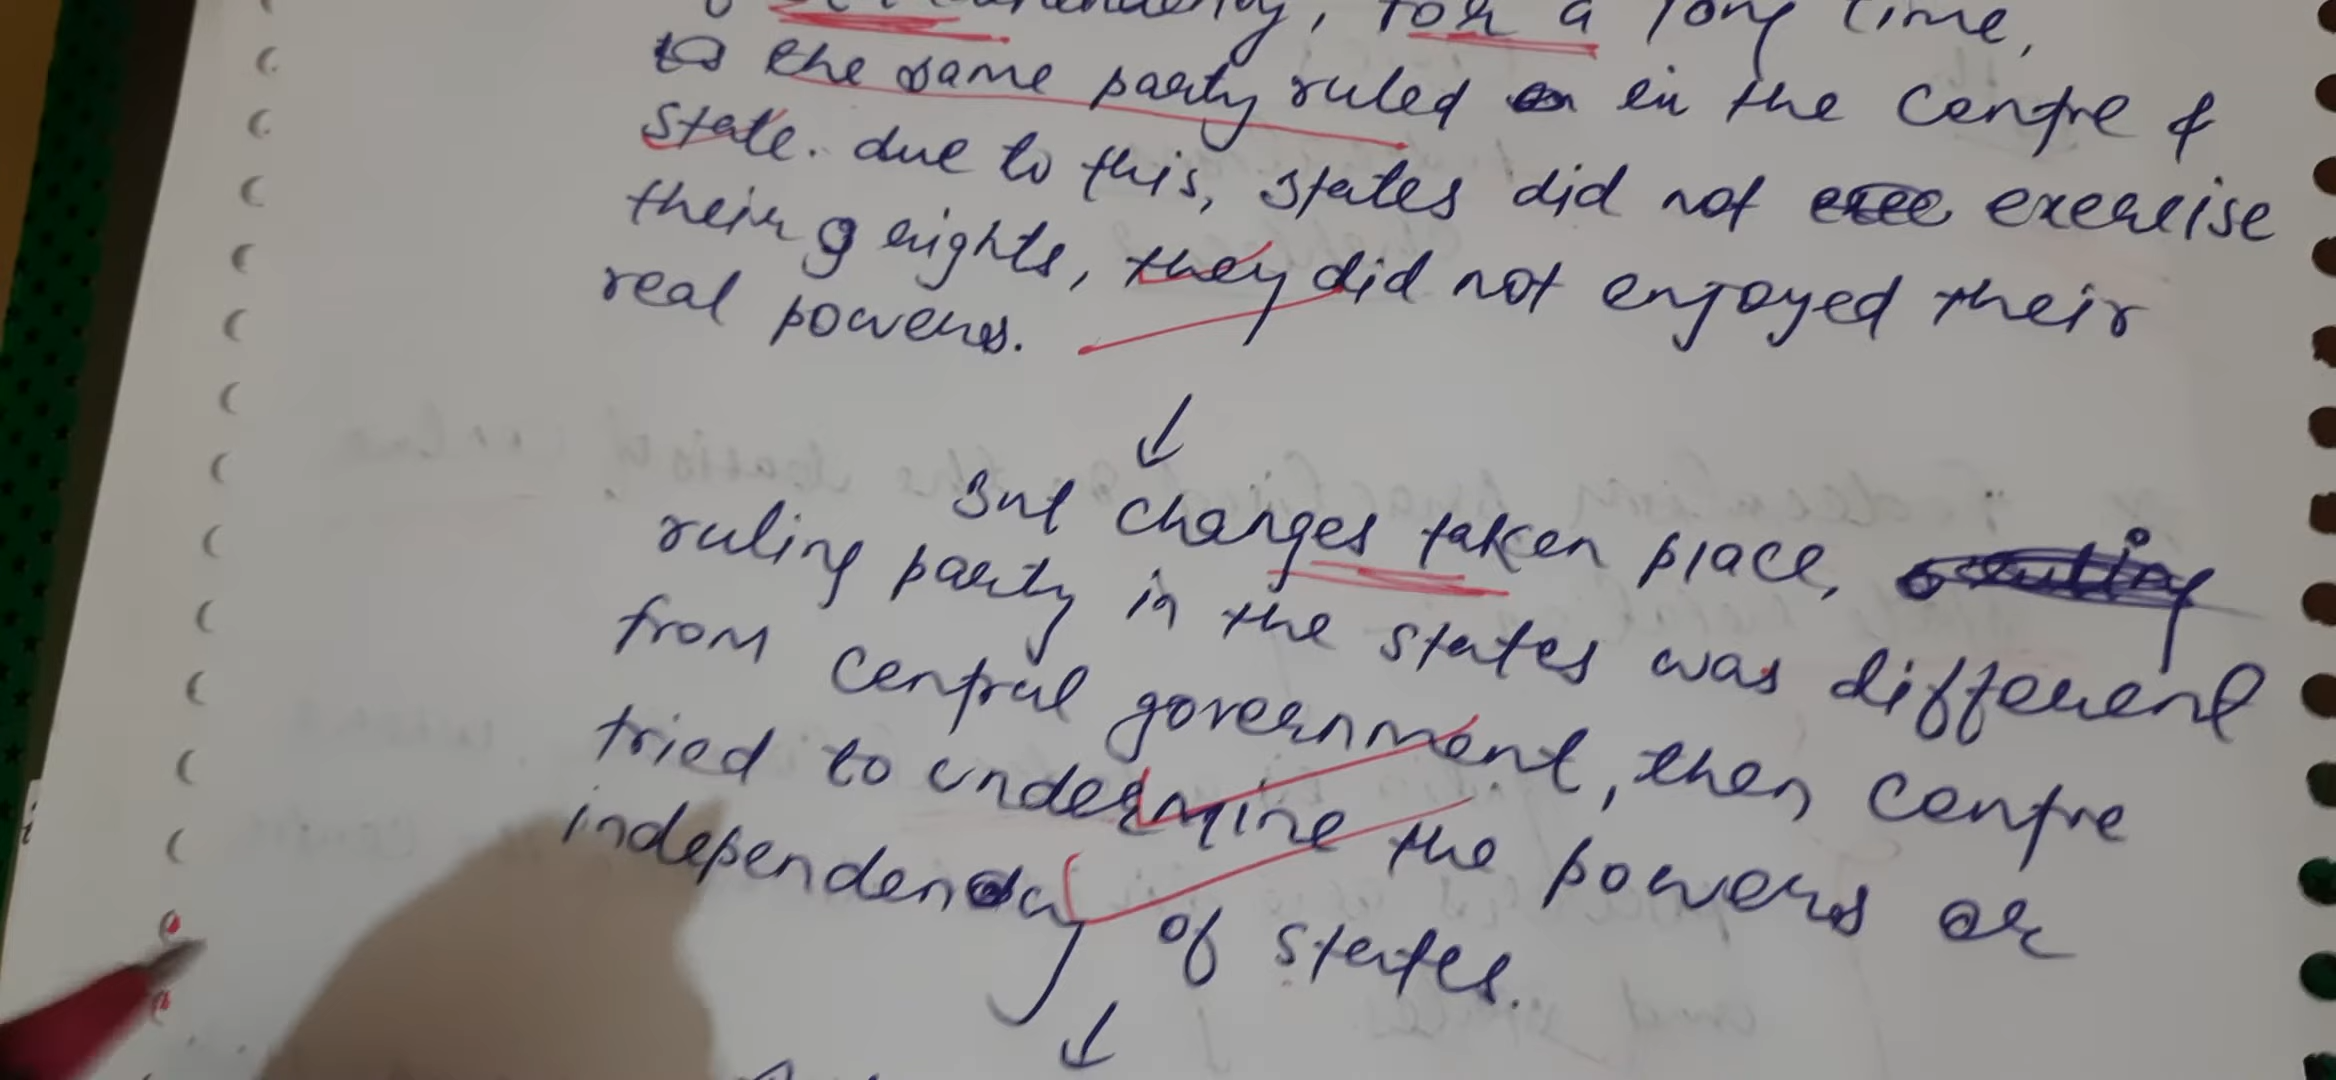 for a long time,
the same party ruled in the Centre &
State. due to this, states did not exercise
their rights, they did not enjoyed their
real powers.
↓
But changes taken place,
ruling party in the states was different
from central government, then centre
tried to undermine the powers or
independency of states.
↓